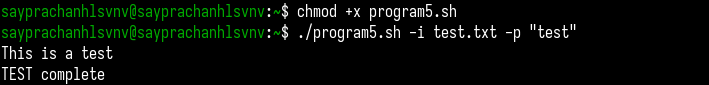 sayprachanhlsvnv@sayprachanhlsvnv:~$ chmod +x program5.sh
sayprachanhlsvnv@sayprachanhlsvnv:~$ ./program5.sh -i test.txt -p "test"
This is a test
TEST complete